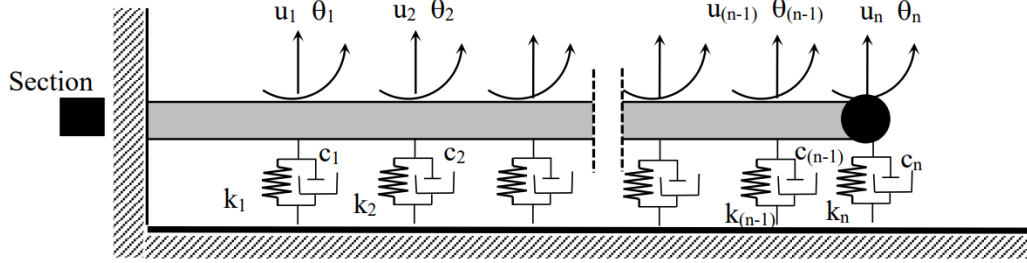 u₁ θ₁ u₂ θ₂ u₍ₙ₋₁₎ θ₍ₙ₋₁₎ uₙ θₙ
Section
c₁ c₂ c₍ₙ₋₁₎ cₙ
k₁ k₂ k₍ₙ₋₁₎ kₙ